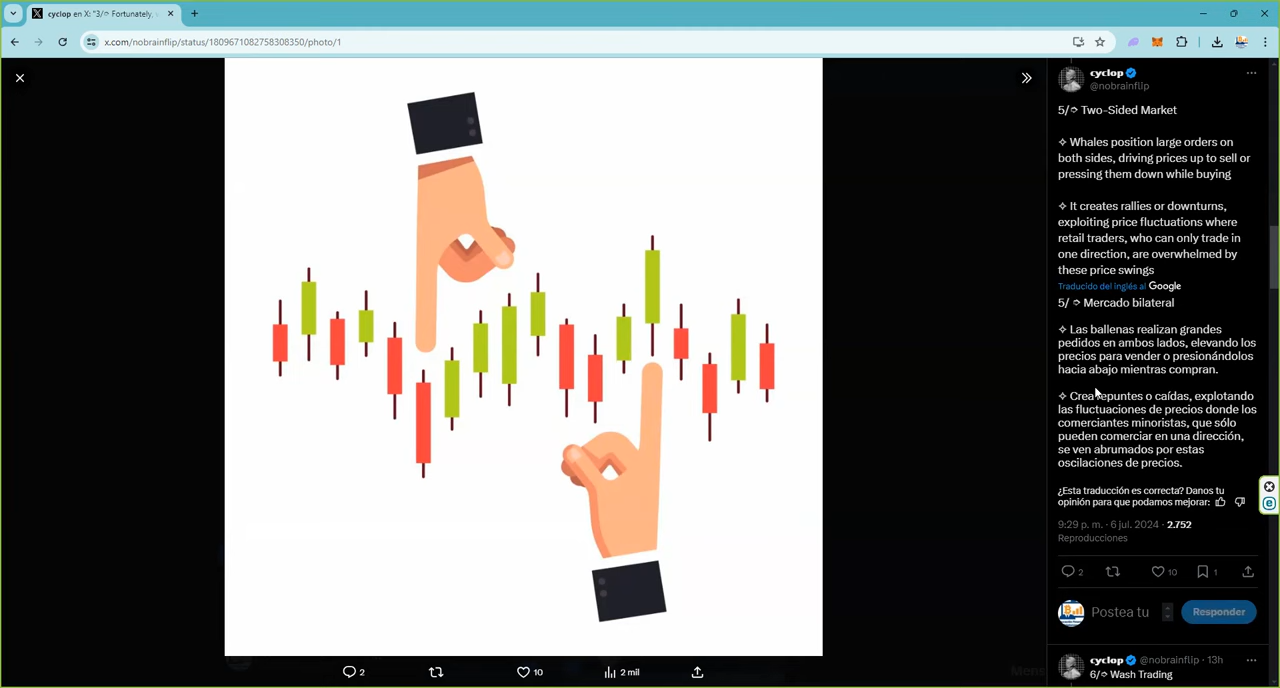 cyclop en X: "3/ Fortunately,
x.com/nobrainflip/status/1809671082758308350/photo/1
cyclop
@nobrainflip
5/ Two-Sided Market
✧ Whales position large orders on
both sides, driving prices up to sell or
pressing them down while buying
✧ It creates rallies or downturns,
exploiting price fluctuations where
retail traders, who can only trade in
one direction, are overwhelmed by
these price swings
Traducido del inglés al Google
5/ Mercado bilateral
✧ Las ballenas realizan grandes
pedidos en ambos lados, elevando los
precios para vender o presionándolos
hacia abajo mientras compran.
✧ Crea repuntes o caídas, explotando
las fluctuaciones de precios donde los
comerciantes minoristas, que sólo
pueden comerciar en una dirección,
se ven abrumados por estas
oscilaciones de precios.
¿Esta traducción es correcta? Danos tu
opinión para que podamos mejorar:
9:29 p. m. · 6 jul. 2024 · 2.752
Reproducciones
2 10 1
Postea tu Responder
2 10 2 mil
cyclop @nobrainflip · 13h
6/ Wash Trading